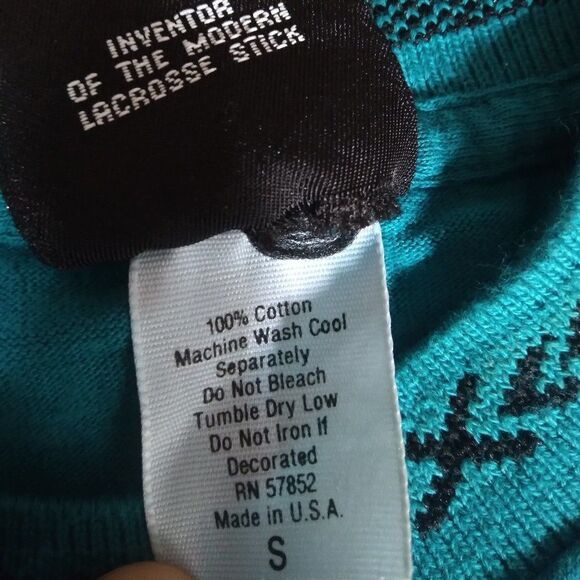 INVENTOR
OF THE MODERN
LACROSSE STICK
100% Cotton
Machine Wash Cool
Separately
Do Not Bleach
Tumble Dry Low
Do Not Iron If
Decorated
RN 57852
Made in U.S.A.
S